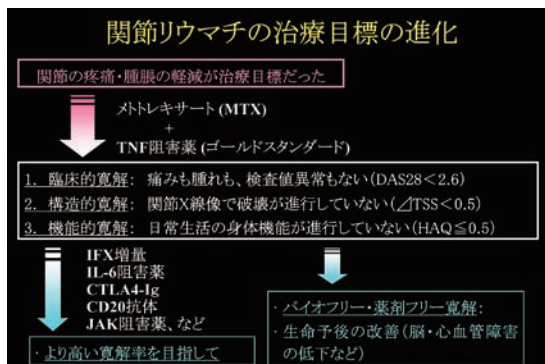 関節リウマチの治療目標の進化
関節の疼痛・腫脹の軽減が治療目標だった
メトトレキサート(MTX)
+
TNF阻害薬(ゴールドスタンダード)
1. 臨床的寛解: 痛みも腫れも、検査値異常もない(DAS28<2.6)
2. 構造的寛解: 関節X線像で破壊が進行していない(⊿TSS<0.5)
3. 機能的寛解: 日常生活の身体機能が進行していない(HAQ≦0.5)
IFX増量
IL-6阻害薬
CTLA4-Ig
CD20抗体
JAK阻害薬、など
・より高い寛解率を目指して
・バイオフリー・薬剤フリー寛解:
・生命予後の改善(脳・心血管障害
の低下など)